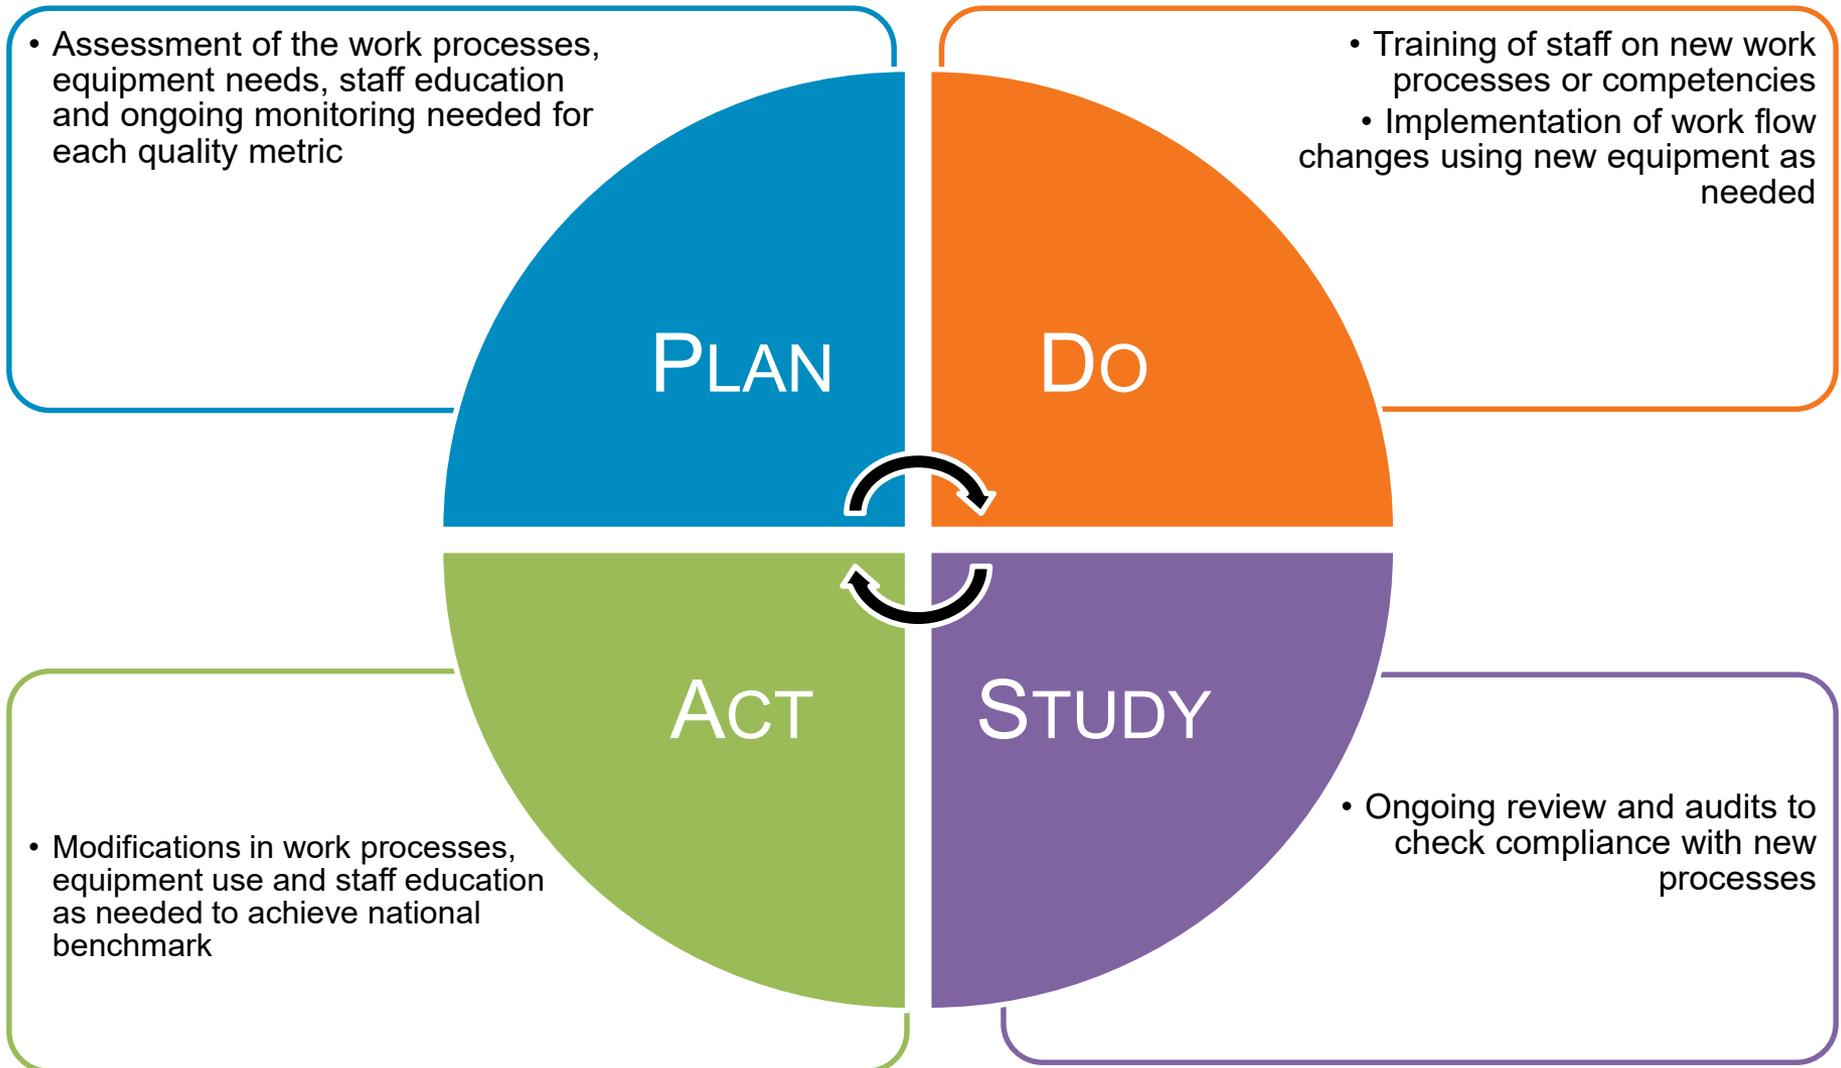 • Assessment of the work processes,
equipment needs, staff education
and ongoing monitoring needed for
each quality metric
• Training of staff on new work
processes or competencies
• Implementation of work flow
changes using new equipment as
needed
PLAN
DO
ACT
STUDY
• Modifications in work processes,
equipment use and staff education
as needed to achieve national
benchmark
• Ongoing review and audits to
check compliance with new
processes